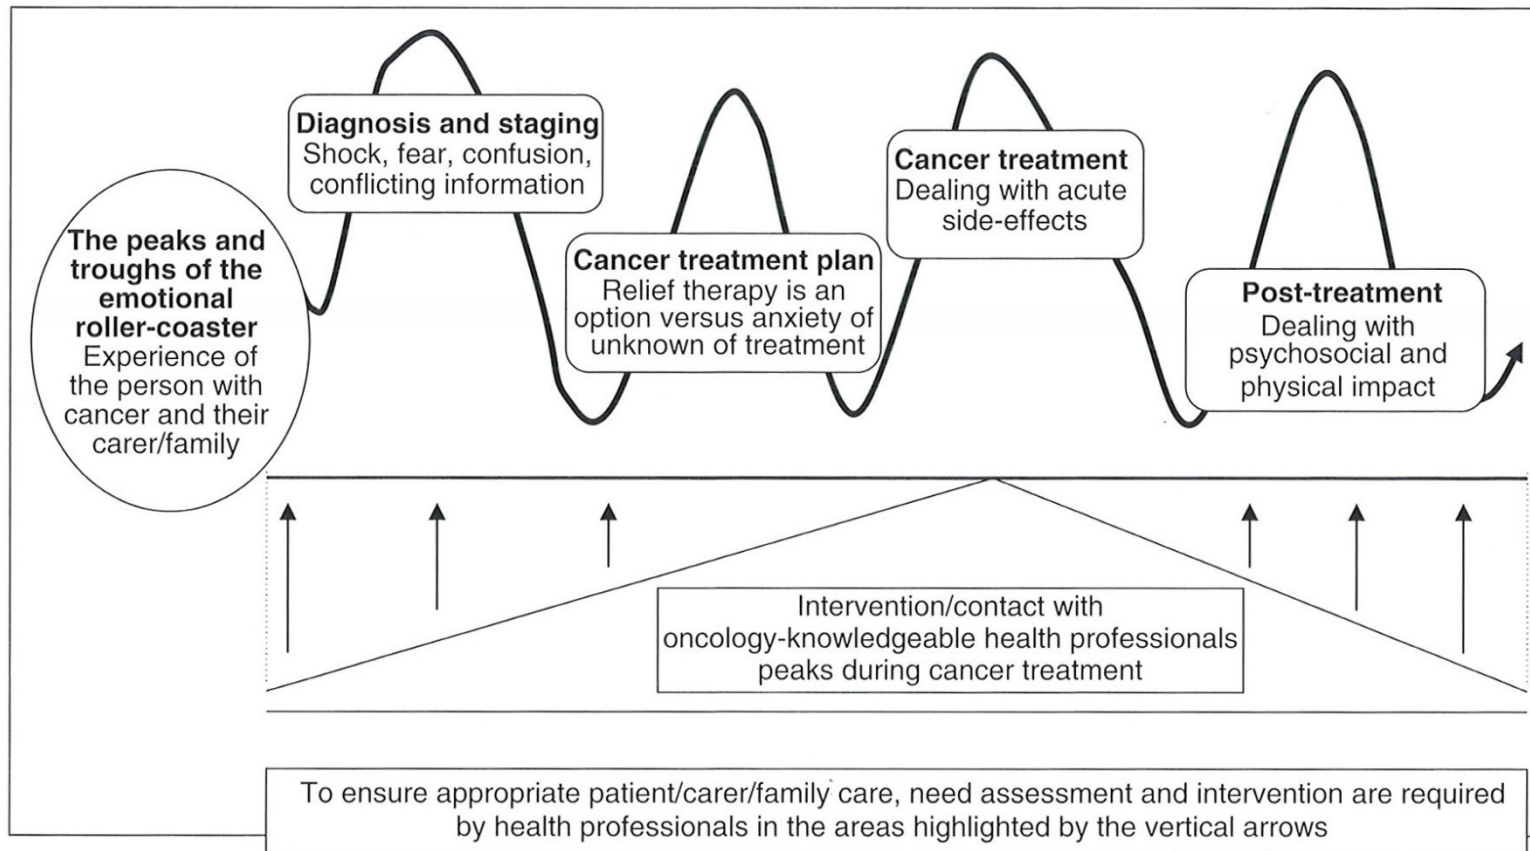 The peaks and
troughs of the
emotional
roller-coaster
Experience of
the person with
cancer and their
carer/family
Diagnosis and staging
Shock, fear, confusion,
conflicting information
Cancer treatment plan
Relief therapy is an
option versus anxiety of
unknown of treatment
Cancer treatment
Dealing with acute
side-effects
Post-treatment
Dealing with
psychosocial and
physical impact
Intervention/contact with
oncology-knowledgeable health professionals
peaks during cancer treatment
To ensure appropriate patient/carer/family care, need assessment and intervention are required
by health professionals in the areas highlighted by the vertical arrows